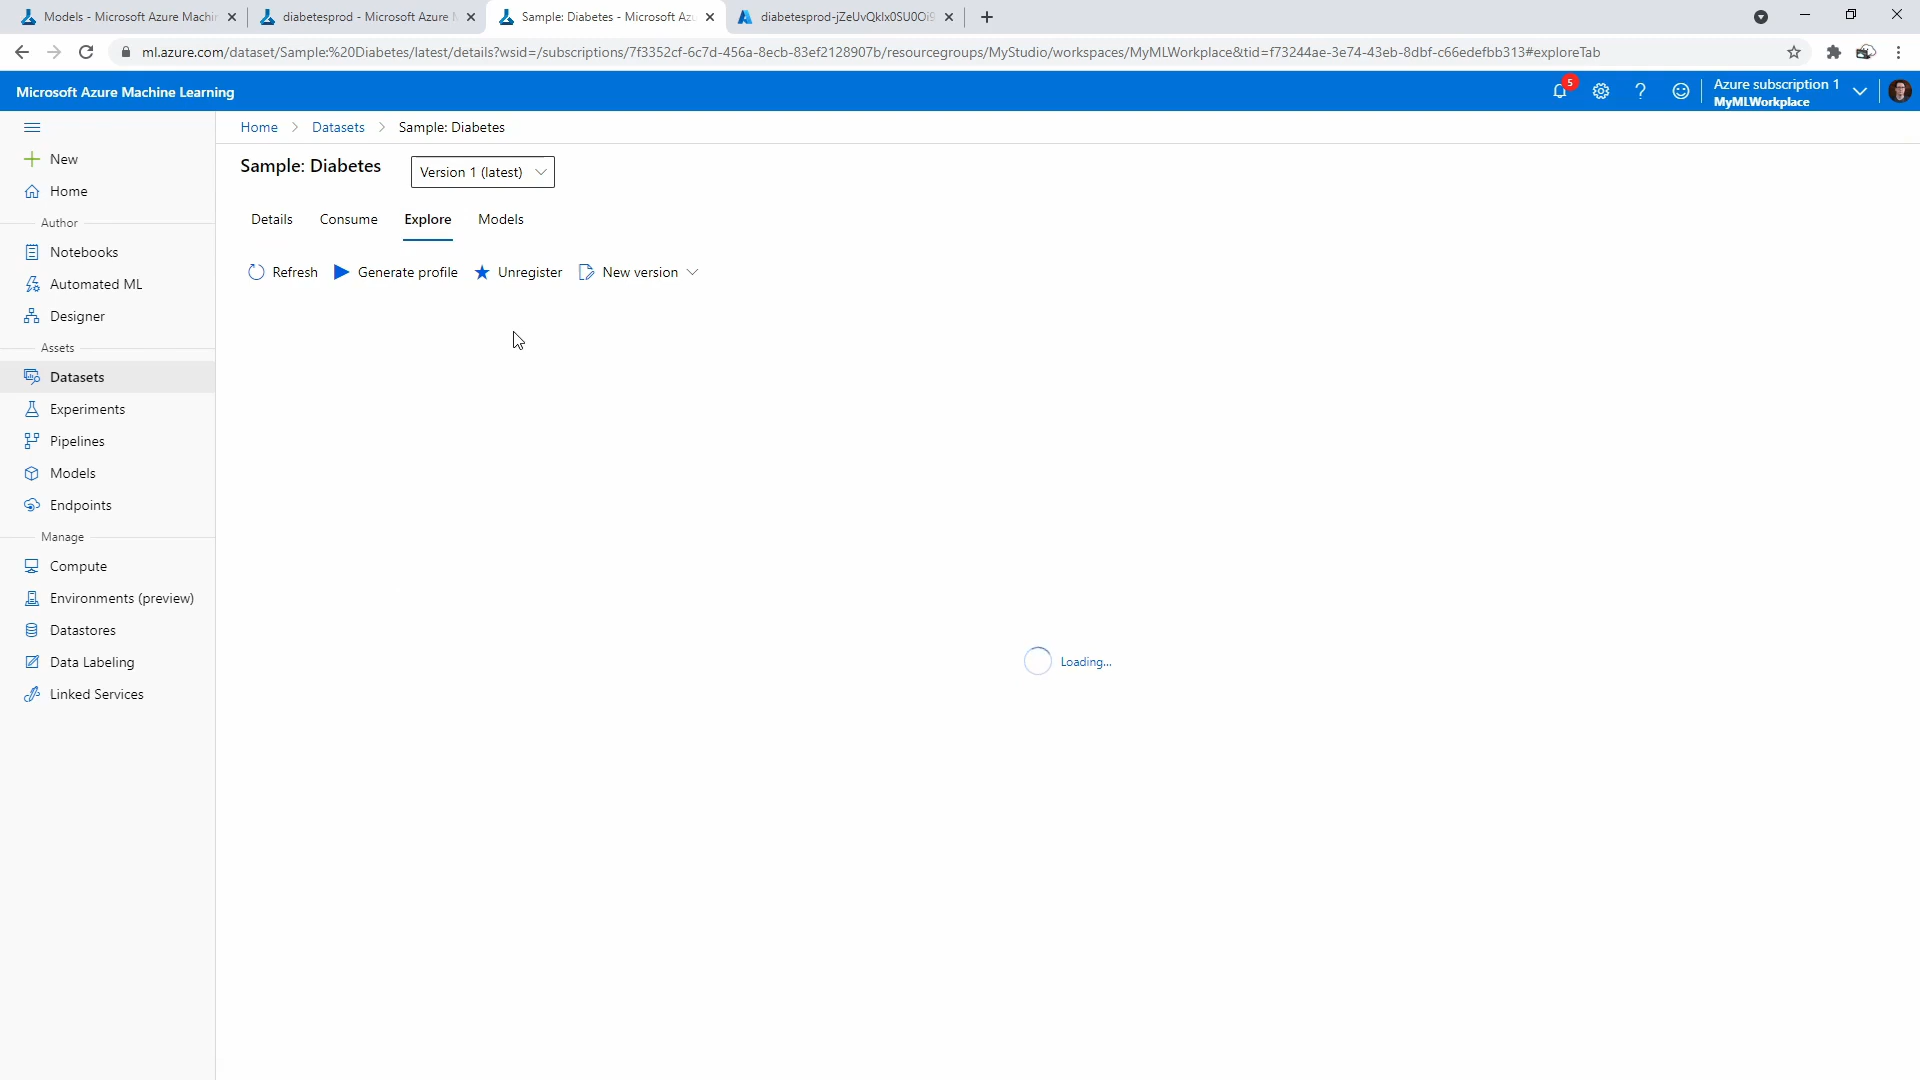 Models - Microsoft Azure Machin
diabetesprod - Microsoft Azure M
Sample: Diabetes - Microsoft Azu
ml.azure.com/dataset/Sample:%20Diabetes/latest/details?wsid=/subscriptions/7f3352cf-6c7d-456a-8ecb-83ef2128907b/resourcegroups/MyStudio/workspaces/MyMLWorkplace&tid=f73244ae-3e74-43eb-8dbf-c66edefbb313#exploreTab
Microsoft Azure Machine Learning
5
Azure subscription 1
MyMLWorkplace
Home > Datasets > Sample: Diabetes
New
Home
Author
Notebooks
Automated ML
Designer
Assets
Datasets
Experiments
Pipelines
Models
Endpoints
Manage
Compute
Environments (preview)
Datastores
Data Labeling
Linked Services
Sample: Diabetes
Version 1 (latest)
Details Consume Explore Models
Refresh Generate profile Unregister New version
Loading...